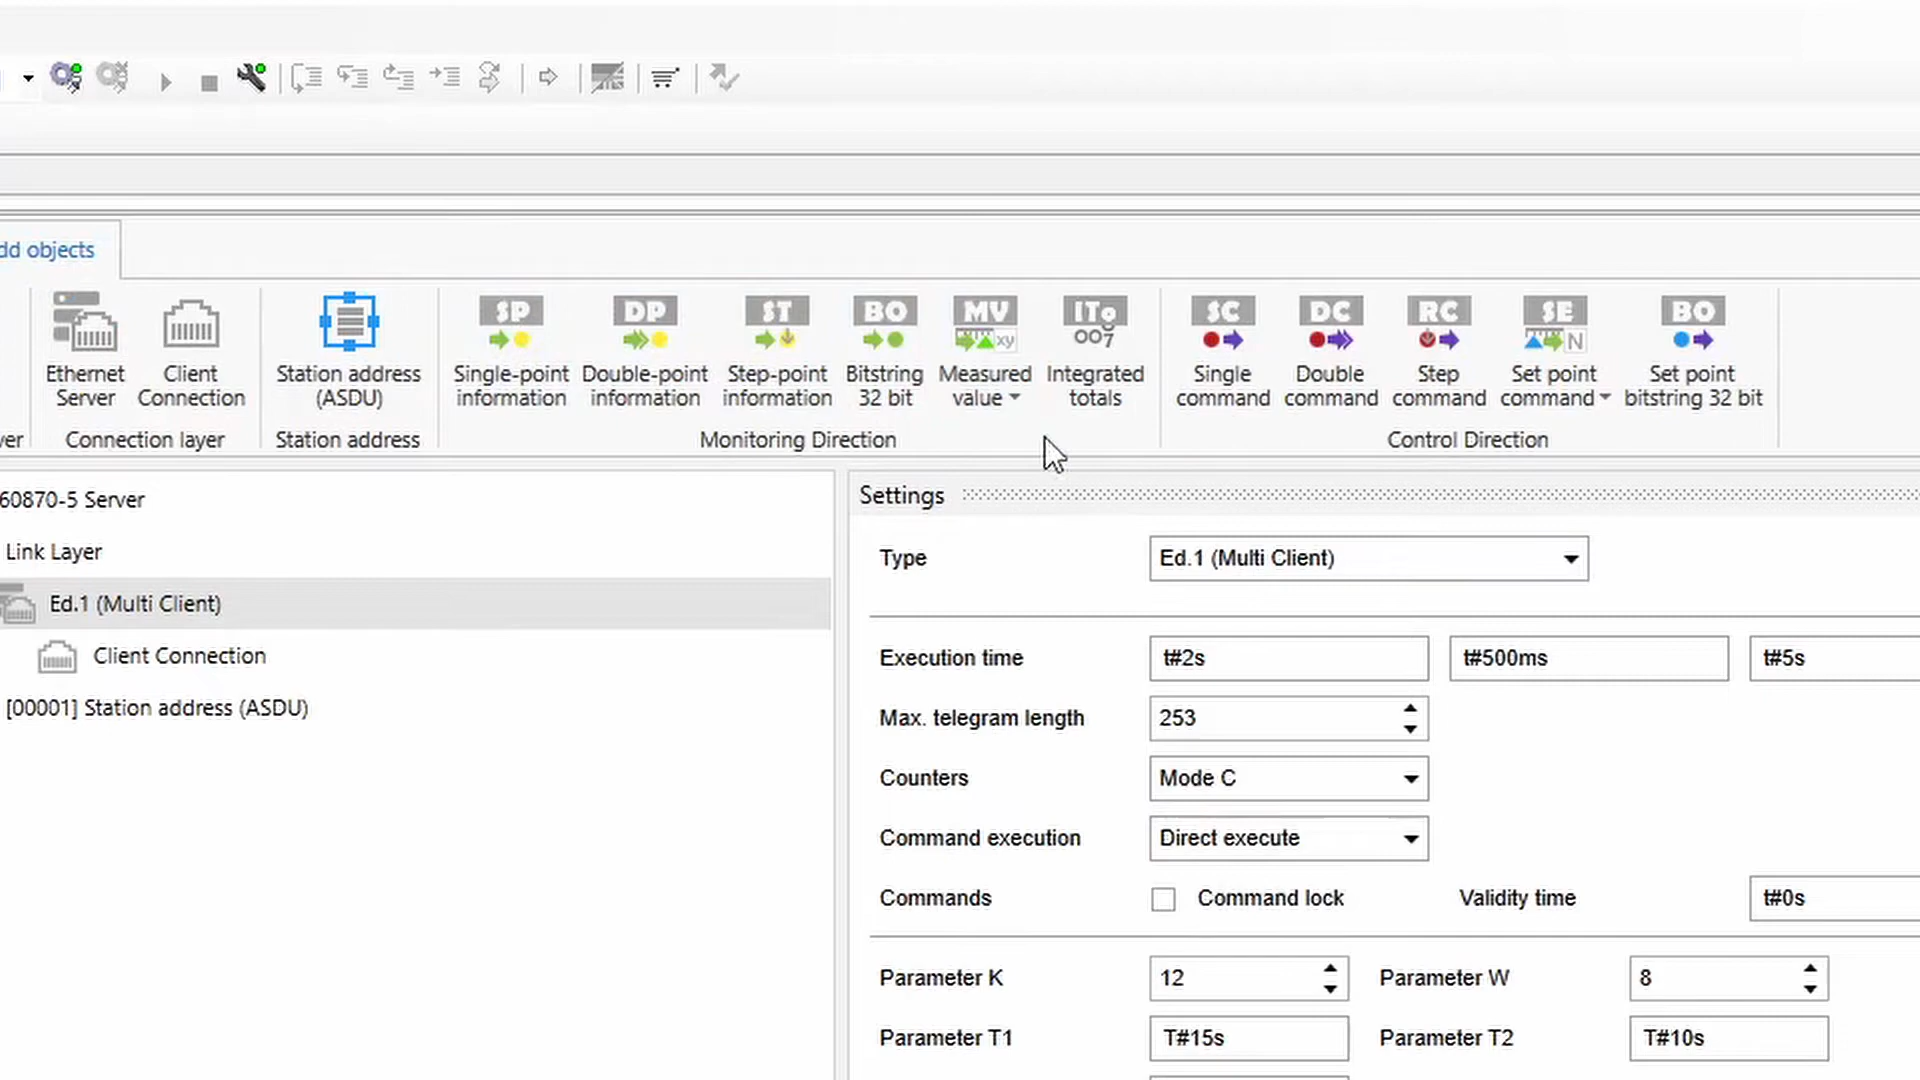 dd objects
SP
DP
ST
BO
MV
xy
ITo
007
SC
DC
RC
SE
N
BO
Ethernet
Server
Client
Connection
Station address
(ASDU)
Single-point
information
Double-point
information
Step-point
information
Bitstring
32 bit
Measured
value
Integrated
totals
Single
command
Double
command
Step
command
Set point
command
Set point
bitstring 32 bit
yer
Connection layer
Station address
Monitoring Direction
Control Direction
60870-5 Server
Link Layer
Ed.1 (Multi Client)
Client Connection
[00001] Station address (ASDU)
Settings
Type
Ed.1 (Multi Client)
Execution time
t#2s
t#500ms
t#5s
Max. telegram length
253
Counters
Mode C
Command execution
Direct execute
Commands
Command lock
Validity time
t#0s
Parameter K
12
Parameter W
8
Parameter T1
T#15s
Parameter T2
T#10s